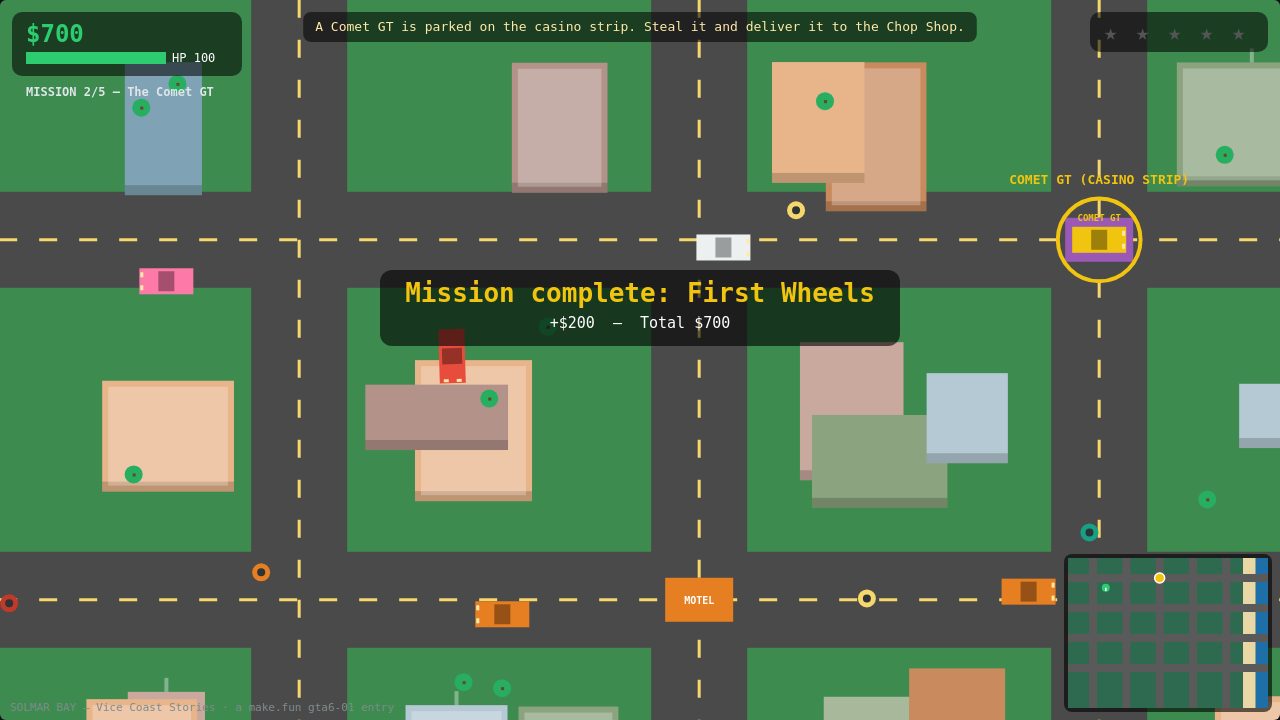 $700
HP 100
MISSION 2/5 — The Comet GT
A Comet GT is parked on the casino strip. Steal it and deliver it to the Chop Shop.
★ ★ ★ ★ ★
COMET GT (CASINO STRIP)
COMET GT
Mission complete: First Wheels
+$200 — Total $700
MOTEL
SOLMAR BAY — Vice Coast Stories · a make.fun gta6-01 entry